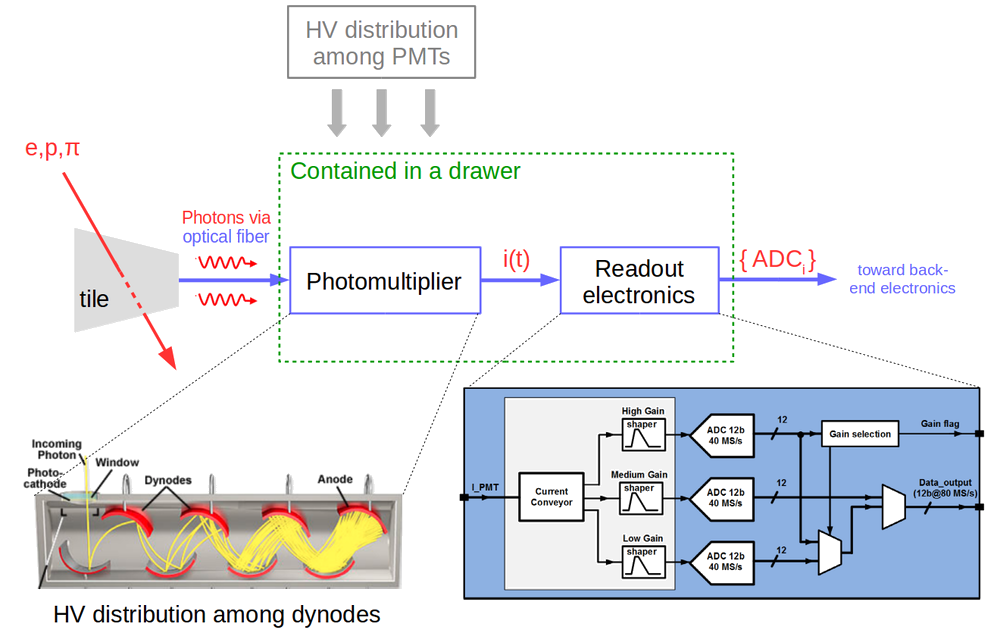 HV distribution
among PMTs
e,p,π
Contained in a drawer
Photons via
optical fiber
tile
Photomultiplier
i(t)
Readout
electronics
{ ADCi }
toward back-
end electronics
Incoming
Photon
Photo-
cathode
Window
Dynodes
Anode
HV distribution among dynodes
I_PMT
Current
Conveyor
High Gain
shaper
Medium Gain
shaper
Low Gain
shaper
ADC 12b
40 MS/s
ADC 12b
40 MS/s
ADC 12b
40 MS/s
12
12
12
Gain selection
Gain flag
Data_output
(12b@80 MS/s)